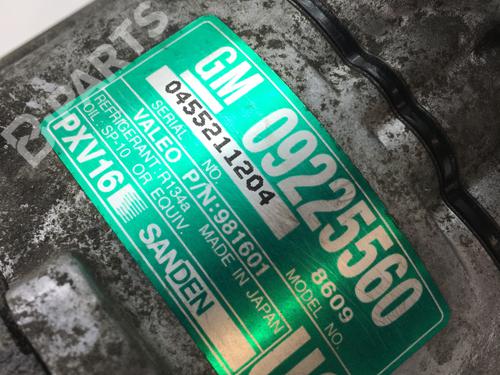 B-PARTS
GM 09225560
0455211204
SERIAL NO.
VALEO P/N:981601
8609
MODEL NO.
REFRIGERANT:R134a
MADE IN JAPAN
OIL:SP-10 OR EQUIV.
PXV16
SANDEN